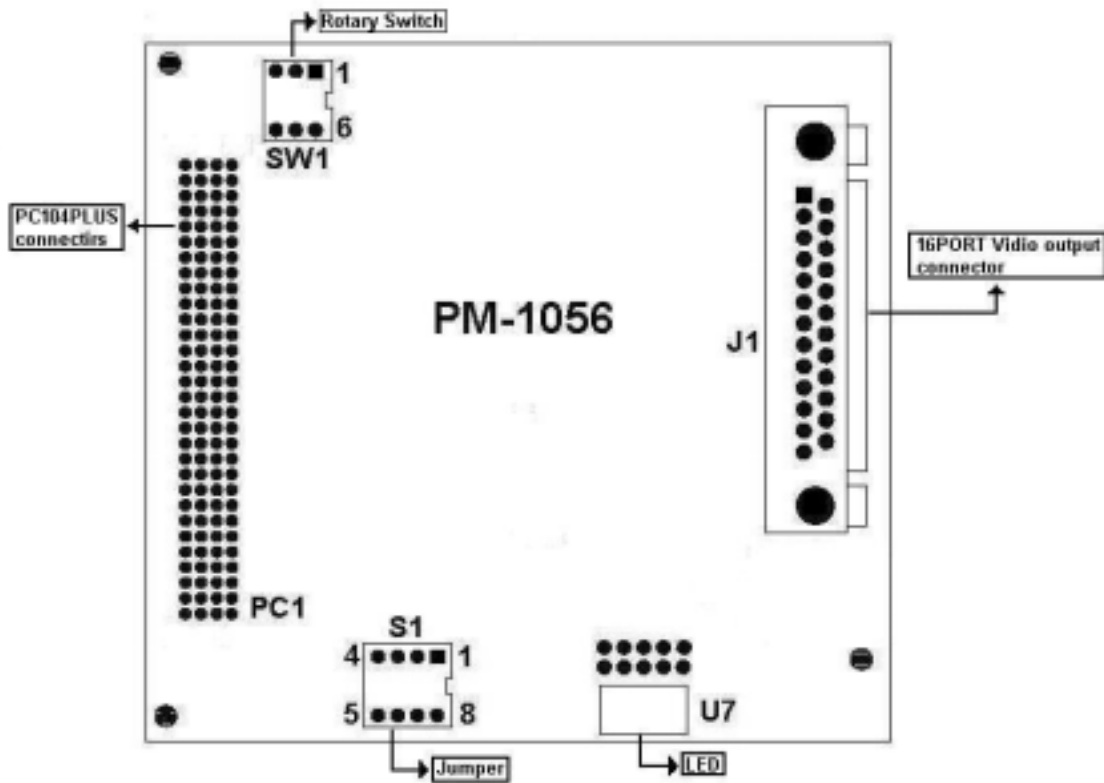 Rotary Switch
1
6
SW1
PC104PLUS
connectirs
16PORT Vidio output
connector
PM-1056
J1
PC1
S1
4
1
5
8
U7
Jumper
LED